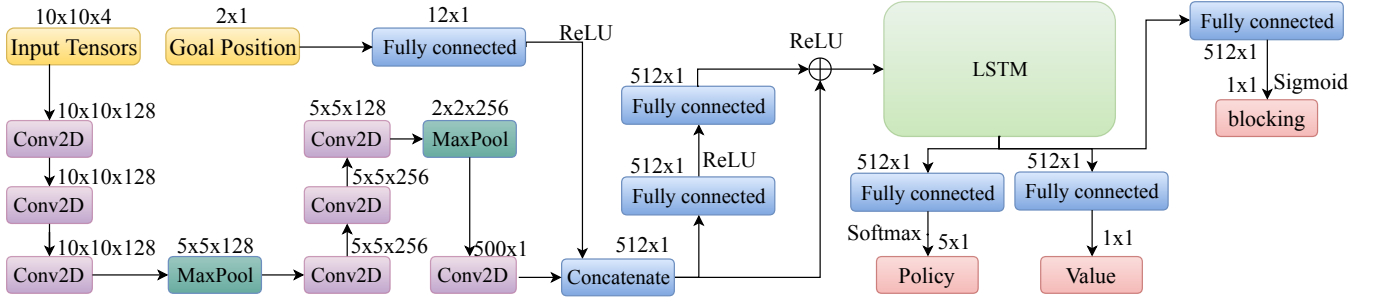 10x10x4
Input Tensors
2x1
Goal Position
12x1
Fully connected
ReLU
10x10x128
Conv2D
10x10x128
Conv2D
10x10x128
Conv2D
5x5x128
MaxPool
5x5x256
Conv2D
5x5x256
Conv2D
5x5x128
Conv2D
2x2x256
MaxPool
500x1
Conv2D
512x1
Concatenate
512x1
Fully connected
ReLU
512x1
Fully connected
ReLU
LSTM
512x1
Fully connected
Softmax
5x1
Policy
512x1
Fully connected
1x1
Value
Fully connected
512x1
1x1
Sigmoid
blocking